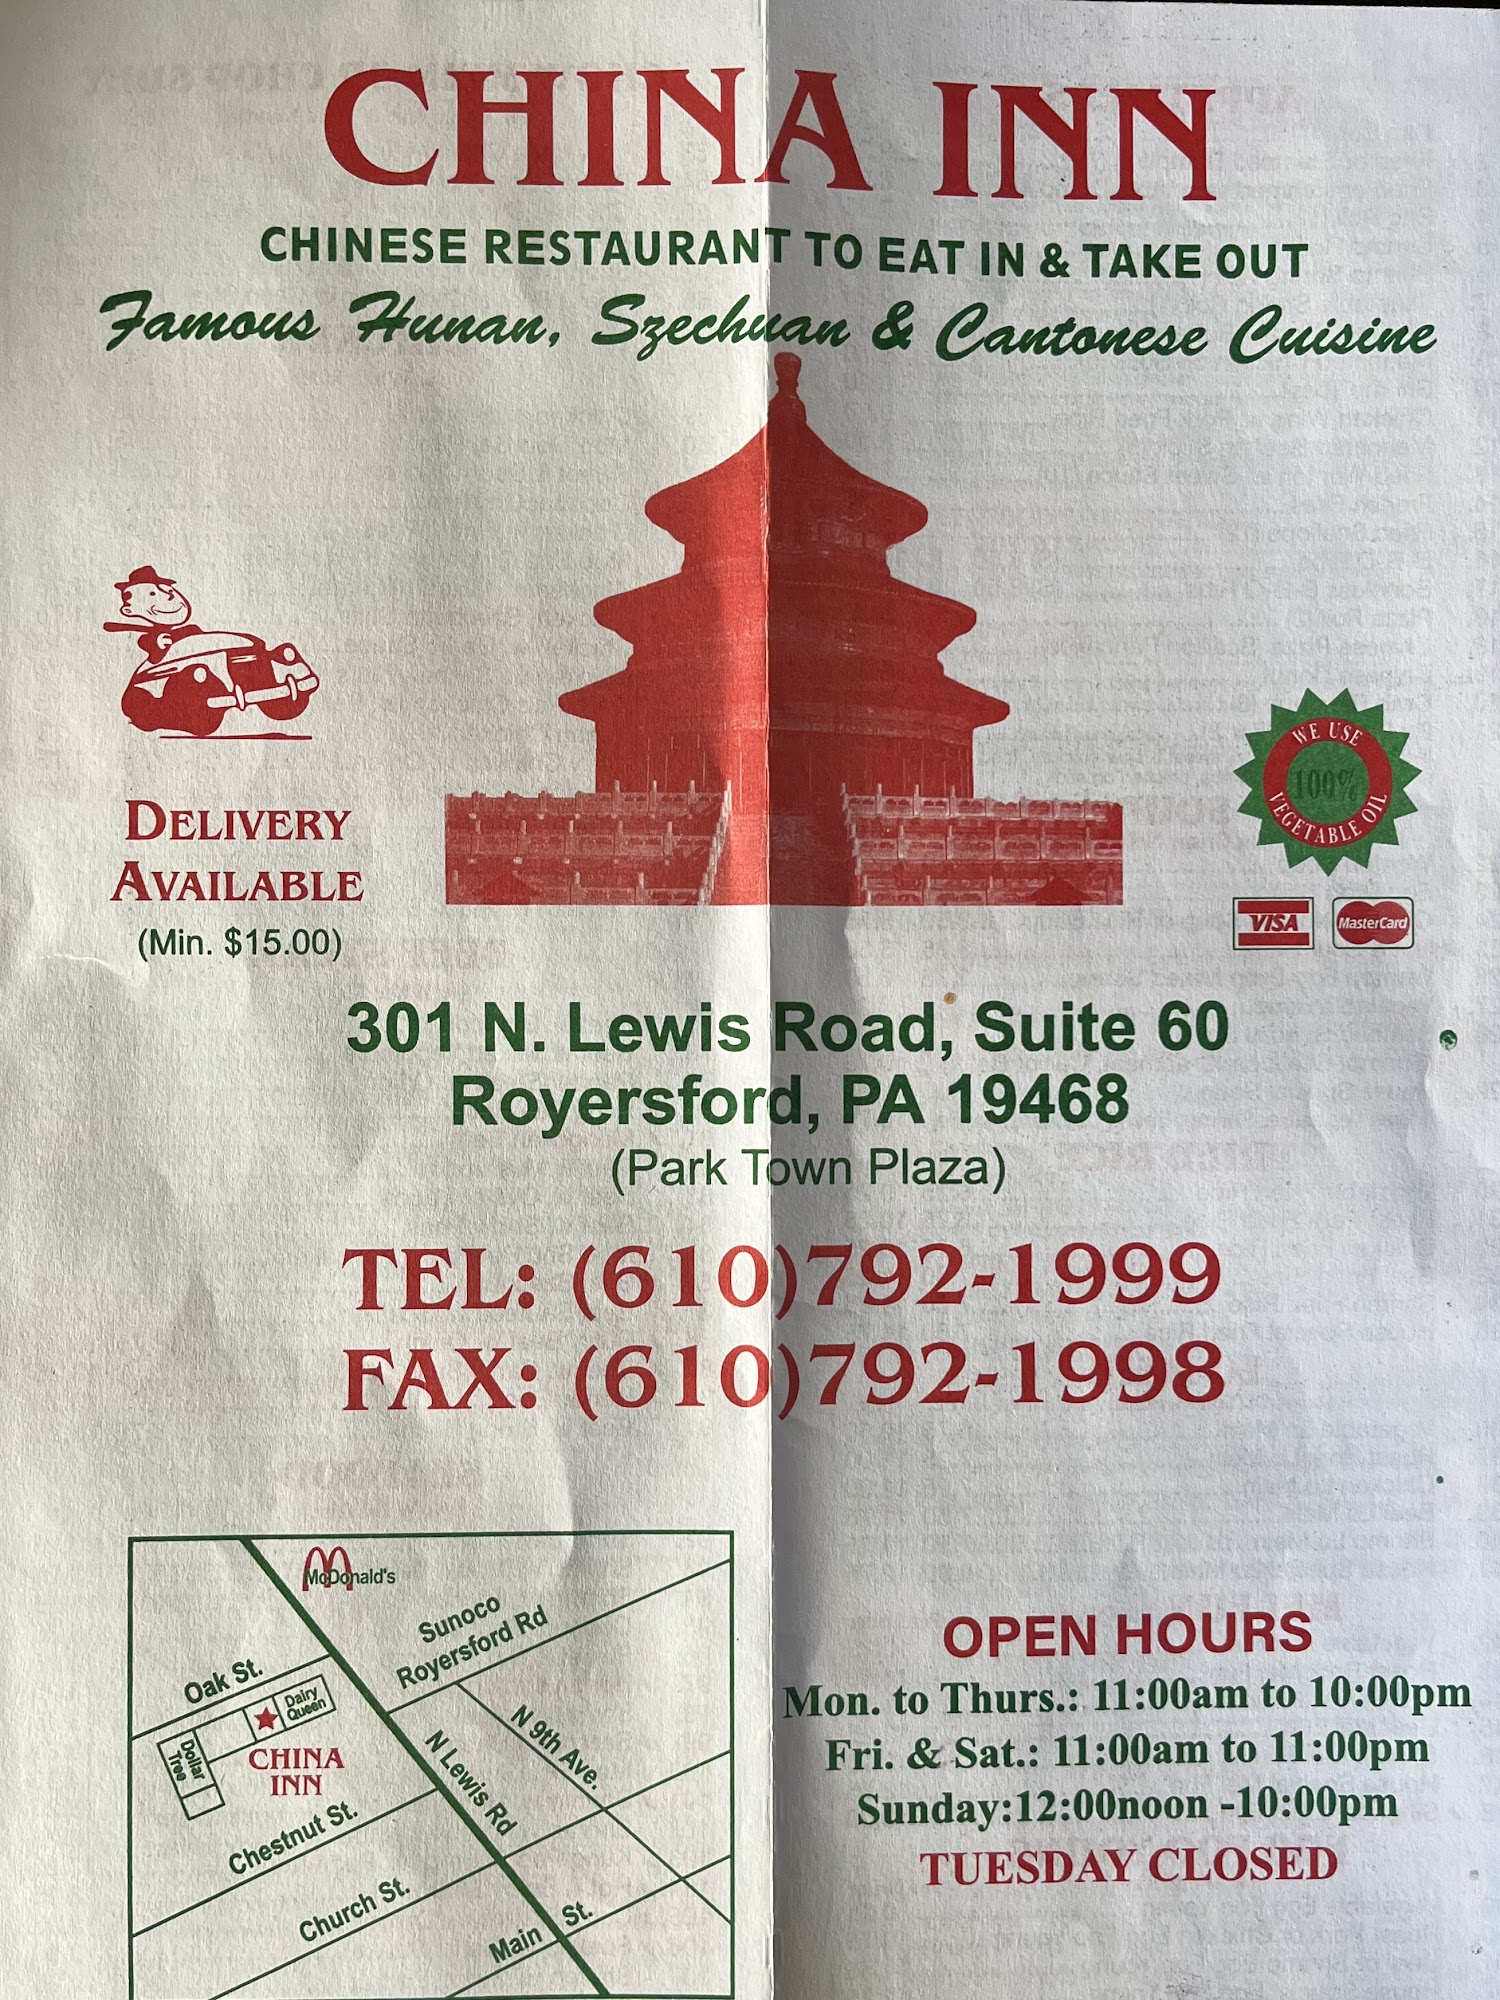 CHINA INN
CHINESE RESTAURANT TO EAT IN & TAKE OUT
Famous Hunan, Szechuan & Cantonese Cuisine
DELIVERY
AVAILABLE
(Min. $15.00)
WE USE
100%
VEGETABLE OIL
VISA
MasterCard
301 N. Lewis Road, Suite 60
Royersford, PA 19468
(Park Town Plaza)
TEL: (610)792-1999
FAX: (610)792-1998
McDonald's
Sunoco
Royersford Rd
Oak St.
Dairy
Queen
Dollar
Tree
CHINA
INN
N 9th Ave.
N Lewis Rd
Chestnut St.
Church St.
Main St.
OPEN HOURS
Mon. to Thurs.: 11:00am to 10:00pm
Fri. & Sat.: 11:00am to 11:00pm
Sunday:12:00noon -10:00pm
TUESDAY CLOSED